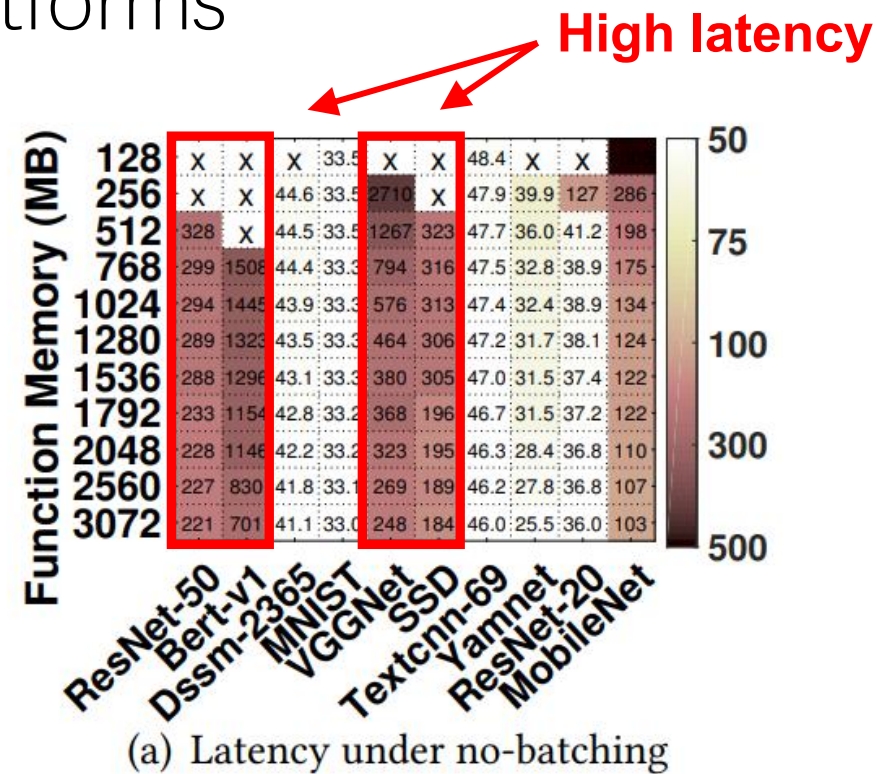 tforms
High latency
Function Memory (MB)
128 x x x 33.5 x x 48.4 x x
256 x x 44.6 33.5 2710 x 47.9 39.9 127 286
512 328 x 44.5 33.5 1267 323 47.7 36.0 41.2 198
768 299 1508 44.4 33.3 794 316 47.5 32.8 38.9 175
1024 294 1445 43.9 33.3 576 313 47.4 32.4 38.9 134
1280 289 1323 43.5 33.3 464 306 47.2 31.7 38.1 124
1536 288 1296 43.1 33.3 380 305 47.0 31.5 37.4 122
1792 233 1154 42.8 33.2 368 196 46.7 31.5 37.2 122
2048 228 1146 42.2 33.2 323 195 46.3 28.4 36.8 110
2560 227 830 41.8 33.1 269 189 46.2 27.8 36.8 107
3072 221 701 41.1 33.0 248 184 46.0 25.5 36.0 103
50
75
100
300
500
ResNet-50
Bert-v1
Dssm-2365
MNIST
VGGNet
SSD
Textcnn-69
Yamnet
ResNet-20
MobileNet
(a) Latency under no-batching